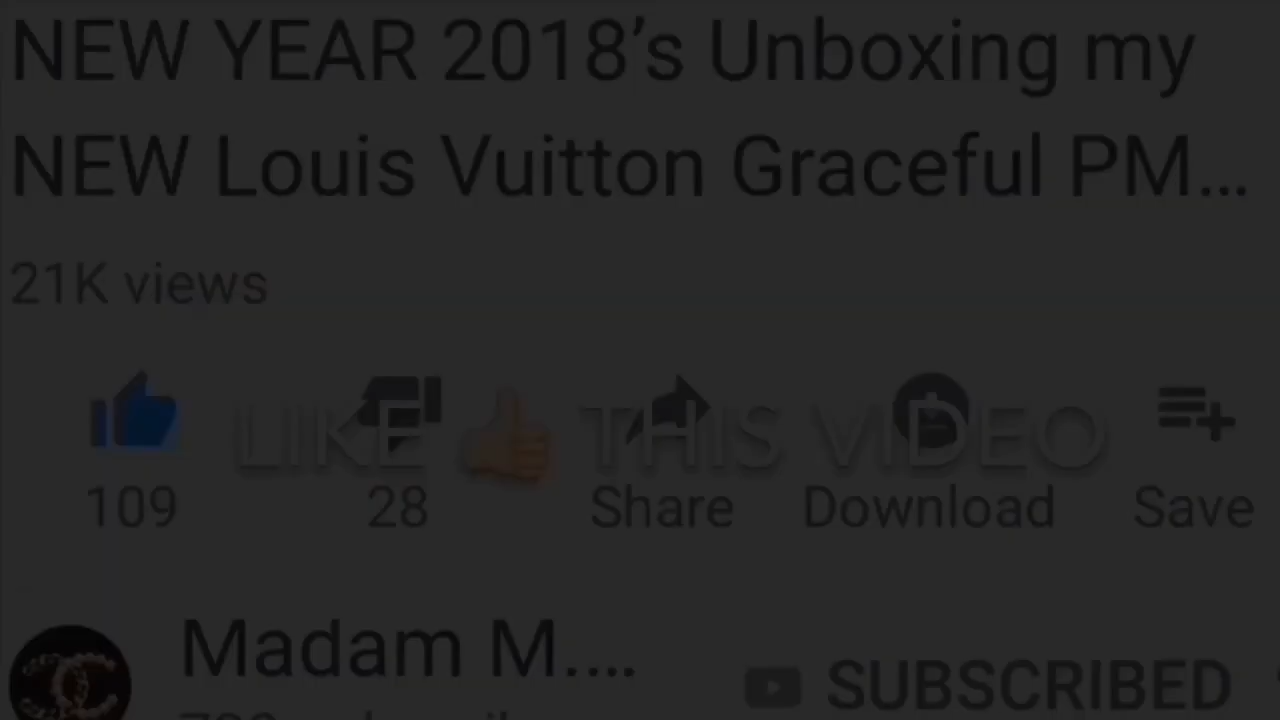 NEW YEAR 2018’s Unboxing my
NEW Louis Vuitton Graceful PM...
21K views
LIKE 👍🏻 THIS VIDEO
109 28 Share Download Save
Madam M....
SUBSCRIBED